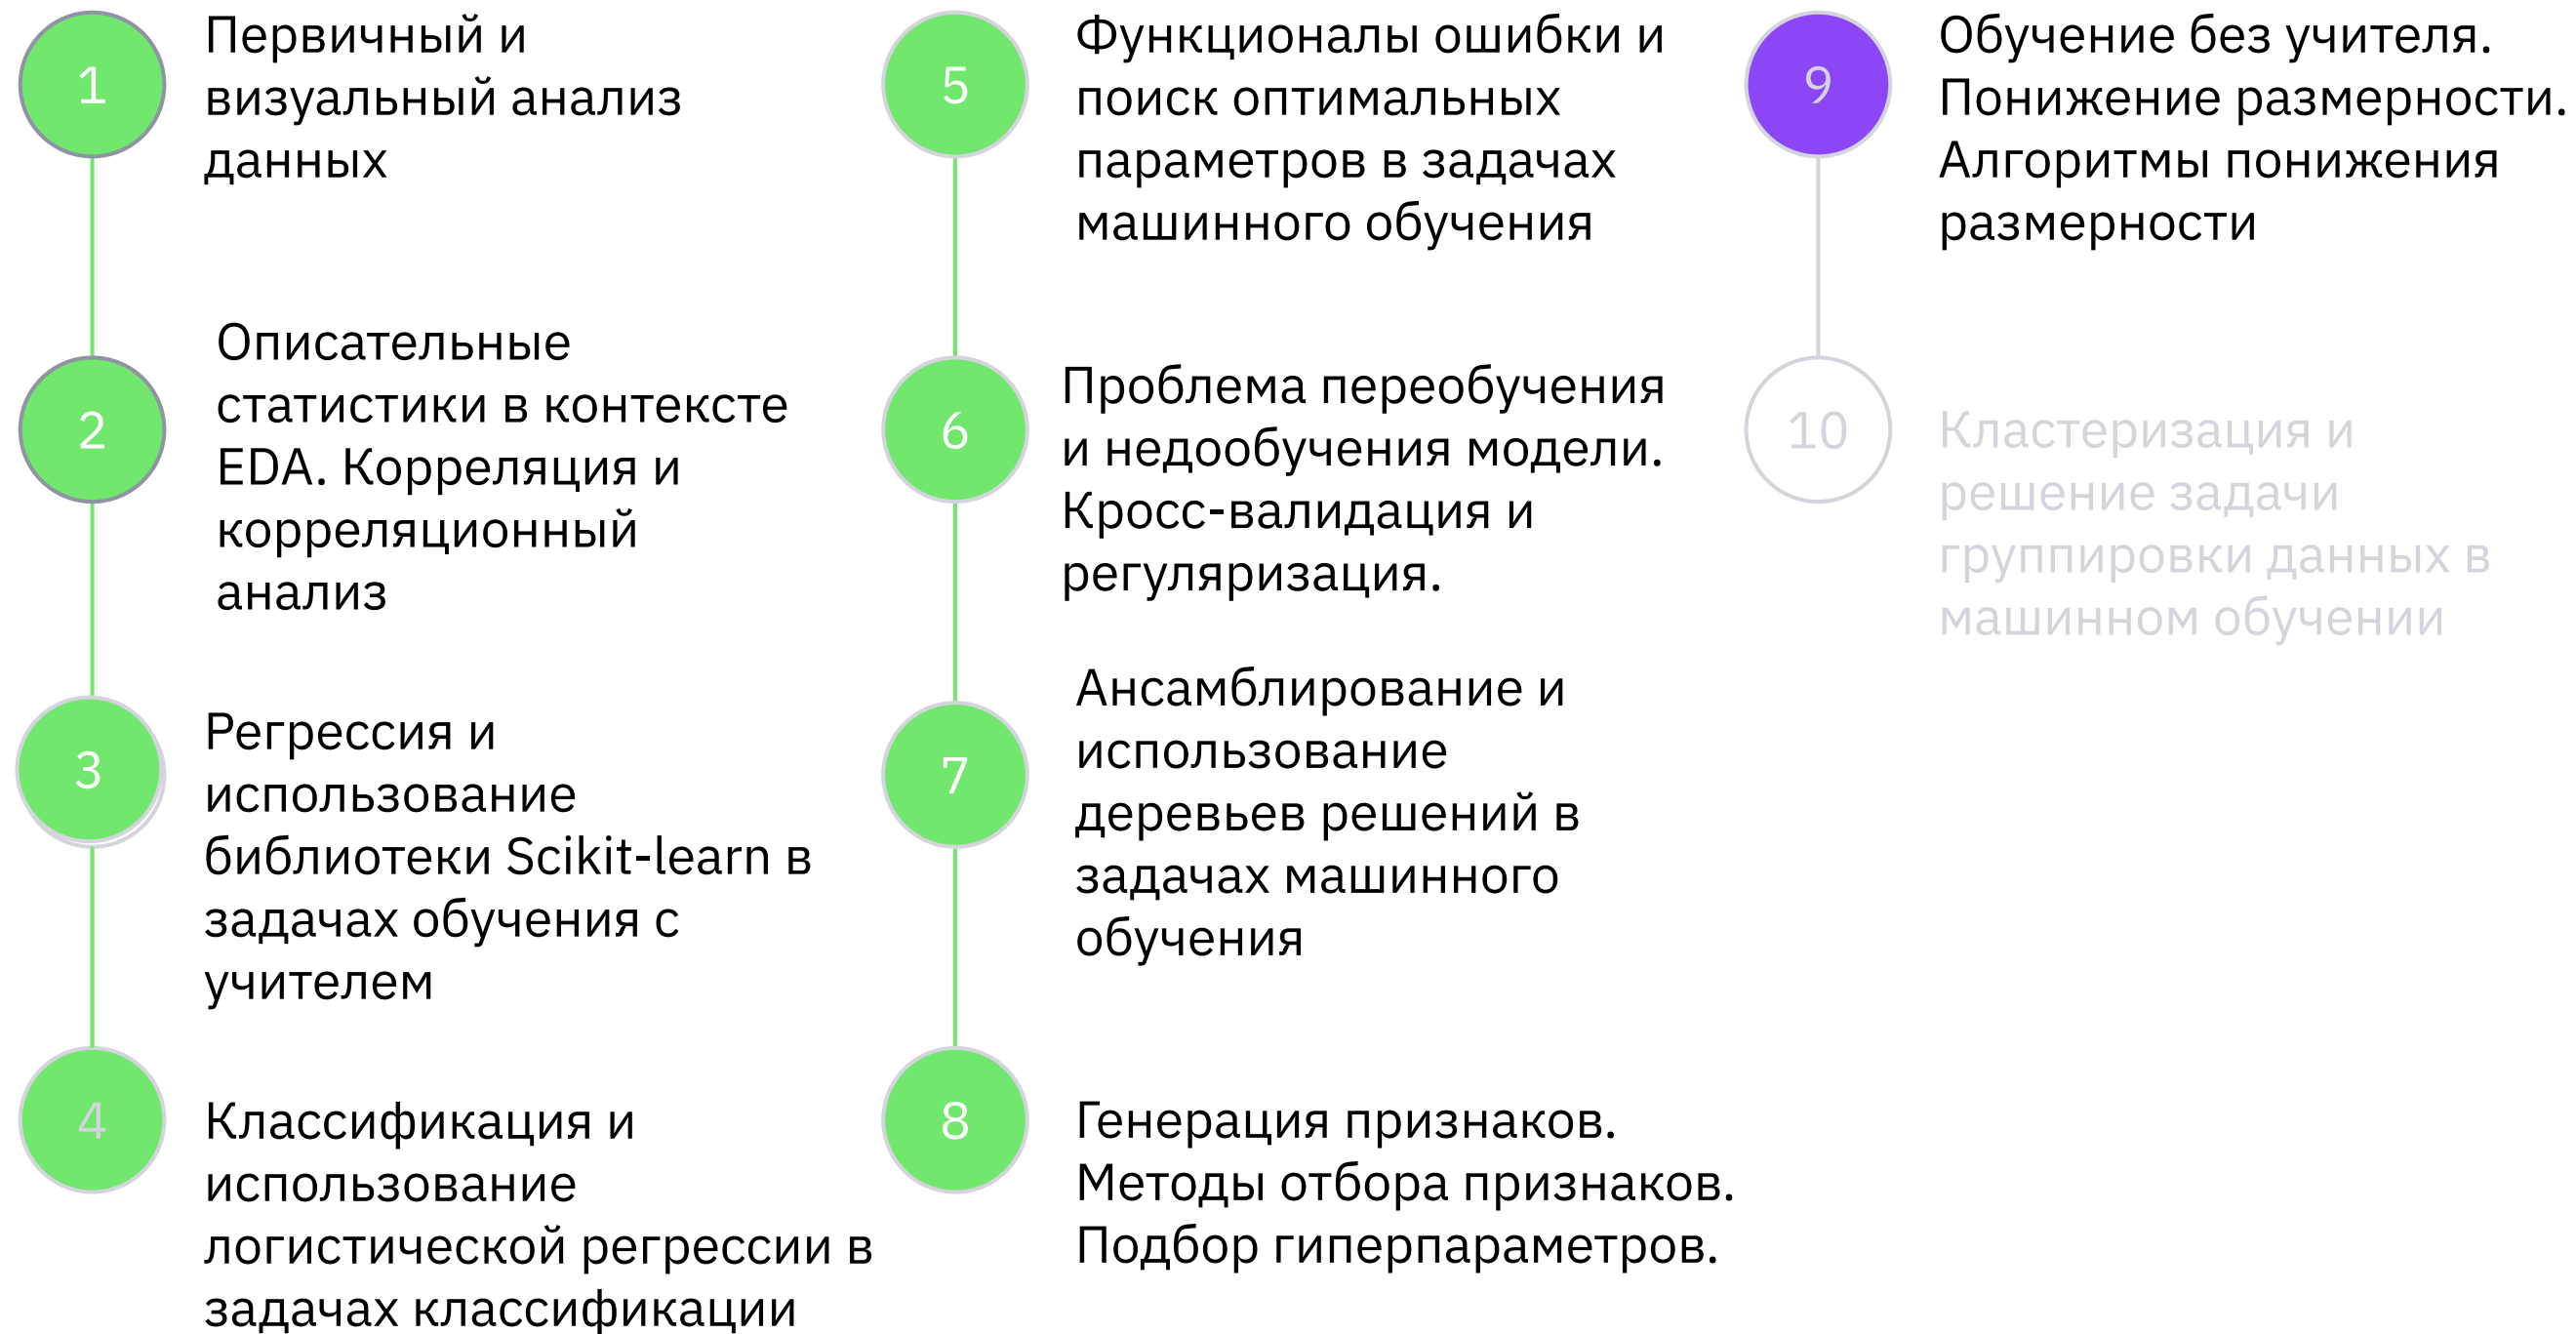 1
Первичный и
визуальный анализ
данных
2
Описательные
статистики в контексте
EDA. Корреляция и
корреляционный
анализ
3
Регрессия и
использование
библиотеки Scikit-learn в
задачах обучения с
учителем
4
Классификация и
использование
логистической регрессии в
задачах классификации
5
Функционалы ошибки и
поиск оптимальных
параметров в задачах
машинного обучения
6
Проблема переобучения
и недообучения модели.
Кросс-валидация и
регуляризация.
7
Ансамблирование и
использование
деревьев решений в
задачах машинного
обучения
8
Генерация признаков.
Методы отбора признаков.
Подбор гиперпараметров.
9
Обучение без учителя.
Понижение размерности.
Алгоритмы понижения
размерности
10
Кластеризация и
решение задачи
группировки данных в
машинном обучении